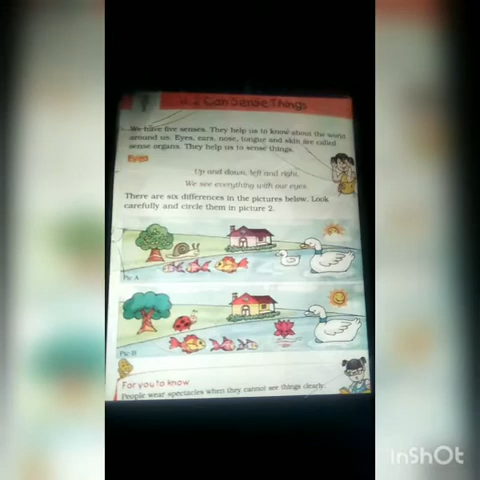 I Can Sense Things
We have five senses. They help us to know about the world
around us. Eyes, ears, nose, tongue and skin are called
sense organs. They help us to sense things.
Eyes
Up and down, left and right,
We see everything with our eyes.
There are six differences in the pictures below. Look
carefully and circle them in picture 2.
Pic A
Pic B
For you to know
People wear spectacles when they cannot see things clearly.
InShOt